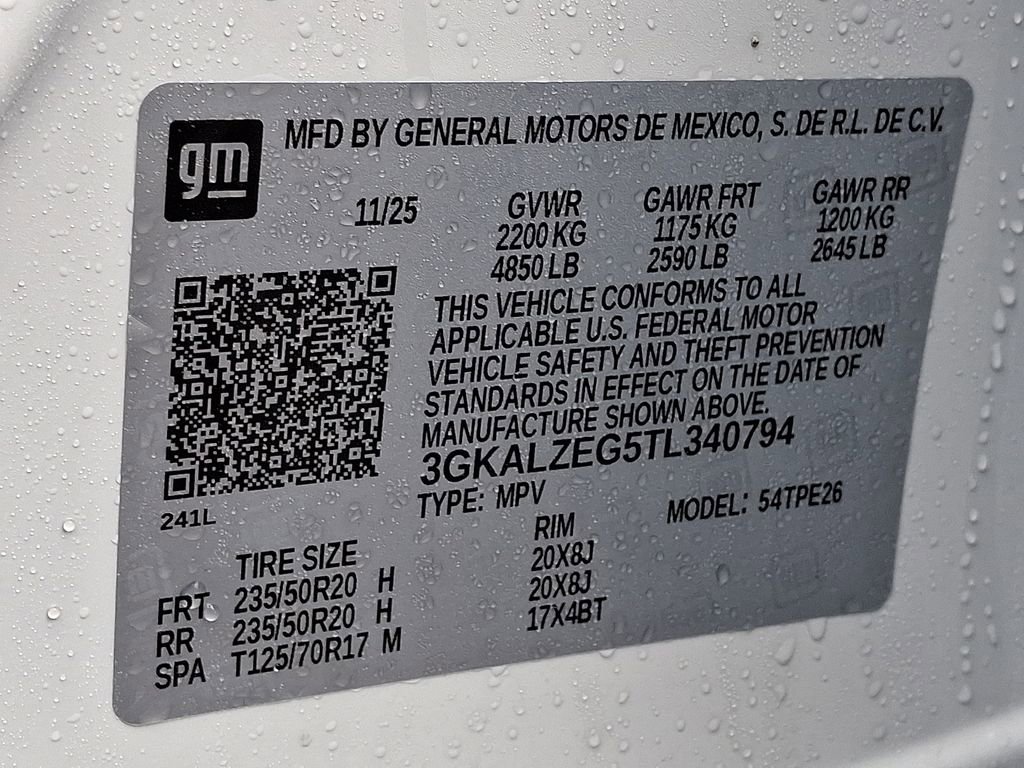 gm
MFD BY GENERAL MOTORS DE MEXICO, S. DE R.L. DE C.V.
11/25 GVWR GAWR FRT GAWR RR
2200 KG 1175 KG 1200 KG
4850 LB 2590 LB 2645 LB
THIS VEHICLE CONFORMS TO ALL
APPLICABLE U.S. FEDERAL MOTOR
VEHICLE SAFETY AND THEFT PREVENTION
STANDARDS IN EFFECT ON THE DATE OF
MANUFACTURE SHOWN ABOVE.
3GKALZEG5TL340794
TYPE: MPV MODEL: 54TPE26
241L
TIRE SIZE RIM
FRT 235/50R20 H 20X8J
RR 235/50R20 H 20X8J
SPA T125/70R17 M 17X4BT